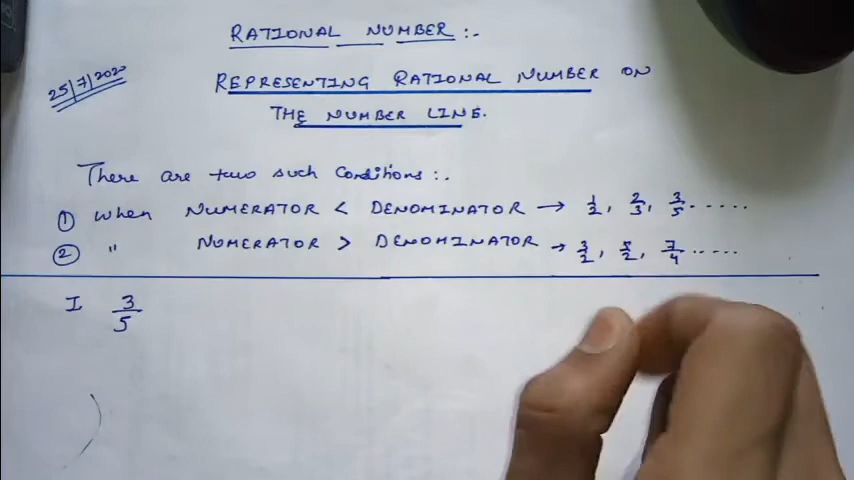 RATIONAL NUMBER :-
25/7/2020
REPRESENTING RATIONAL NUMBER ON
THE NUMBER LINE.
There are two such Conditions :.
① When NUMERATOR < DENOMINATOR → 1/2, 2/3, 3/5 .....
② " NUMERATOR > DENOMINATOR → 3/2, 5/2, 7/4 .....
I 3/5